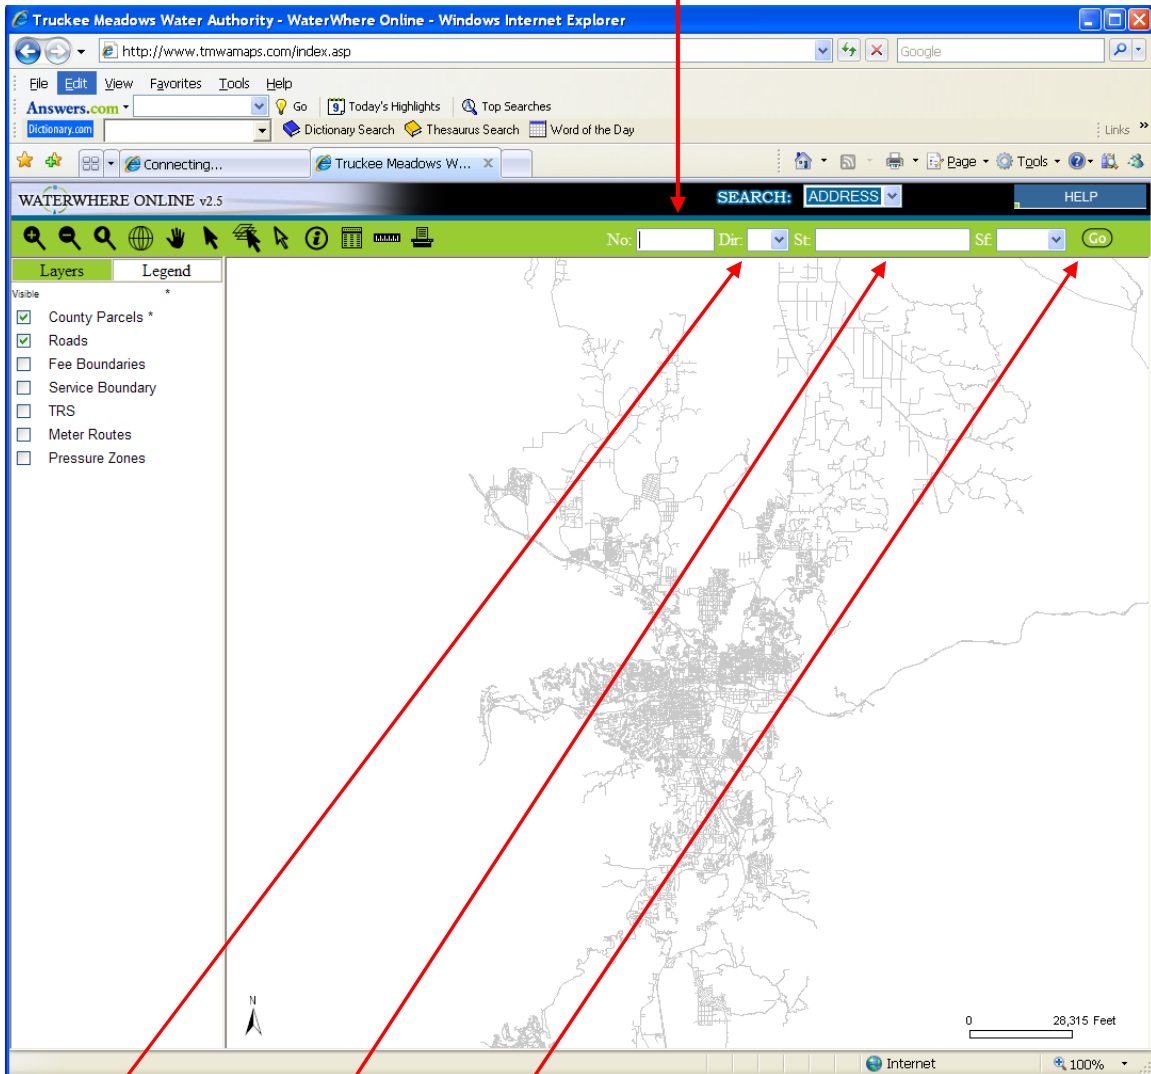 Truckee Meadows Water Authority - WaterWhere Online - Windows Internet Explorer
http://www.tmwamaps.com/index.asp
Google
File Edit View Favorites Tools Help
Answers.com Go 9 Today's Highlights Top Searches
Dictionary.com Dictionary Search Thesaurus Search Word of the Day Links »
Connecting... Truckee Meadows W... X Page Tools
WATERWHERE ONLINE v2.5 SEARCH: ADDRESS HELP
No: Dir: St: Sf: Go
Layers Legend
Visible *
County Parcels *
Roads
Fee Boundaries
Service Boundary
TRS
Meter Routes
Pressure Zones
N
0 28,315 Feet
Internet 100%